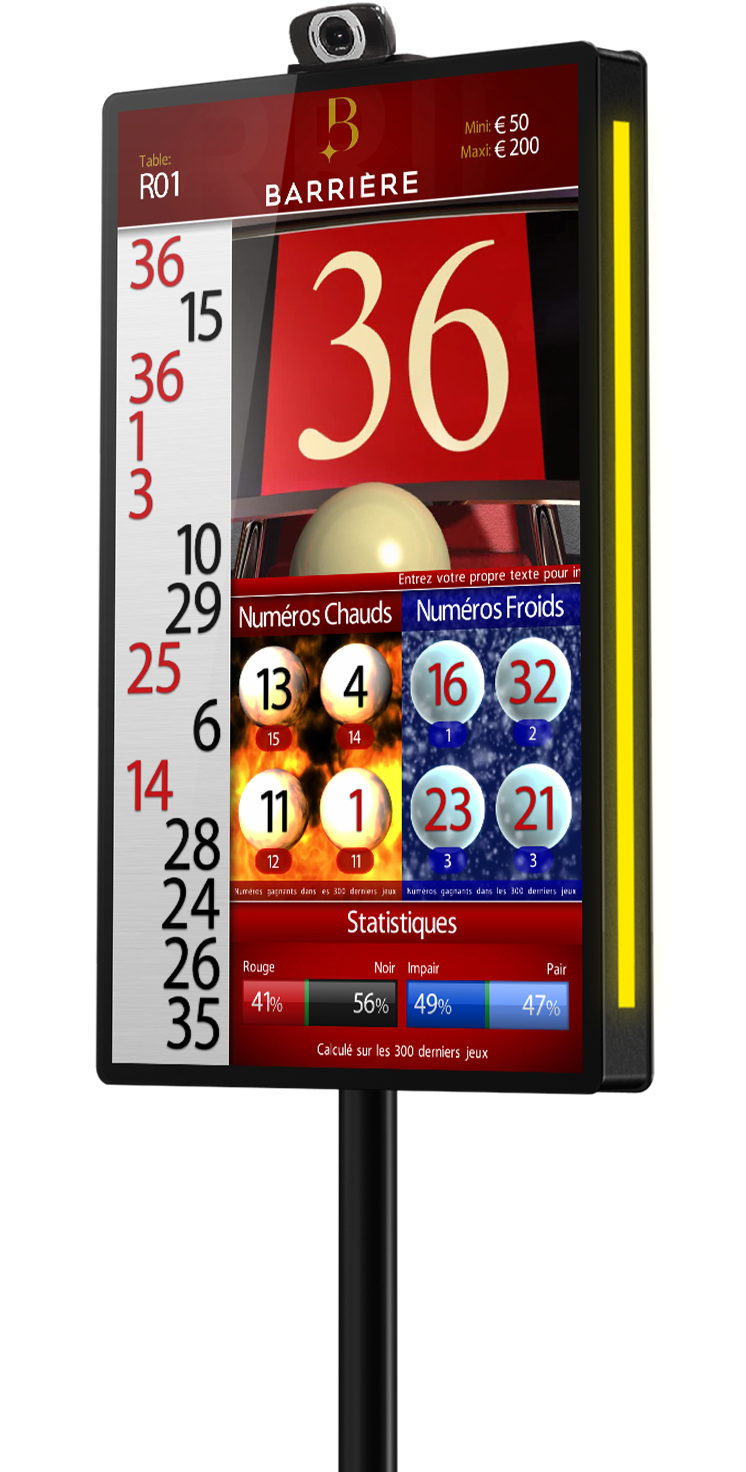 B
Table:
R01
BARRIÈRE
Mini: € 50
Maxi: € 200
36
15
36
1
3
10
29
25
6
14
28
24
26
35
36
Entrez votre propre texte pour in
Numéros Chauds
13 4
15 14
11 1
12 11
Numéros gagnants dans les 300 derniers jeux
Numéros Froids
16 32
1 2
23 21
3 3
Numéros gagnants dans les 300 derniers jeux
Statistiques
Rouge Noir Impair Pair
41% 56% 49% 47%
Calculé sur les 300 derniers jeux